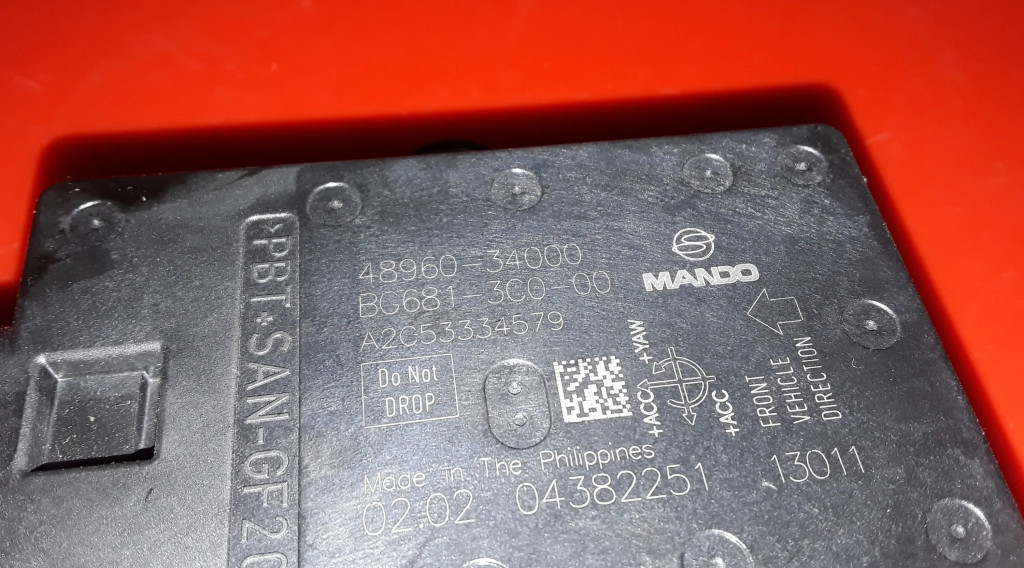 >PBT*SAN-GF20
48960-34000
BC681-3C0-00
A2C53334579
MANDO
Do Not
DROP
+ACC
+YAW
+ACC
FRONT
VEHICLE
DIRECTION
Made in The Philippines
02.02 04382251 13011